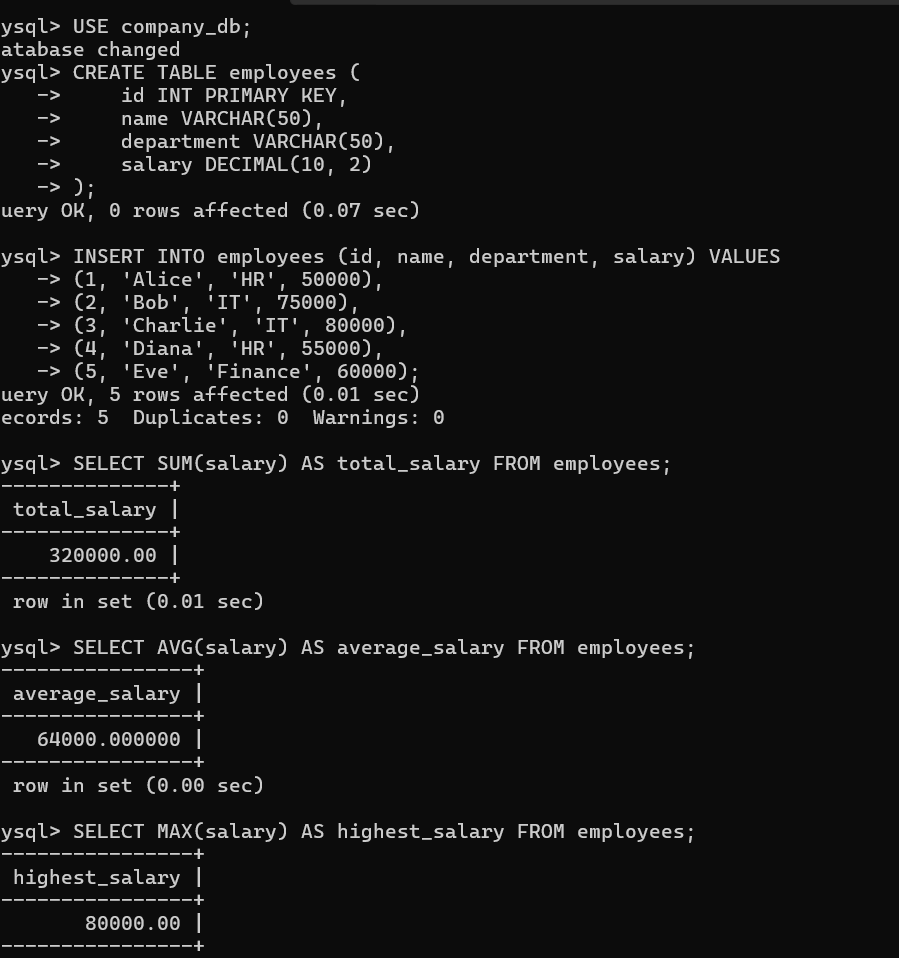 ysql> USE company_db;
atabase changed
ysql> CREATE TABLE employees (
   ->     id INT PRIMARY KEY,
   ->     name VARCHAR(50),
   ->     department VARCHAR(50),
   ->     salary DECIMAL(10, 2)
   -> );
uery OK, 0 rows affected (0.07 sec)

ysql> INSERT INTO employees (id, name, department, salary) VALUES
   -> (1, 'Alice', 'HR', 50000),
   -> (2, 'Bob', 'IT', 75000),
   -> (3, 'Charlie', 'IT', 80000),
   -> (4, 'Diana', 'HR', 55000),
   -> (5, 'Eve', 'Finance', 60000);
uery OK, 5 rows affected (0.01 sec)
ecords: 5  Duplicates: 0  Warnings: 0

ysql> SELECT SUM(salary) AS total_salary FROM employees;
--------------+
 total_salary |
--------------+
    320000.00 |
--------------+
 row in set (0.01 sec)

ysql> SELECT AVG(salary) AS average_salary FROM employees;
----------------+
 average_salary |
----------------+
   64000.000000 |
----------------+
 row in set (0.00 sec)

ysql> SELECT MAX(salary) AS highest_salary FROM employees;
----------------+
 highest_salary |
----------------+
       80000.00 |
----------------+